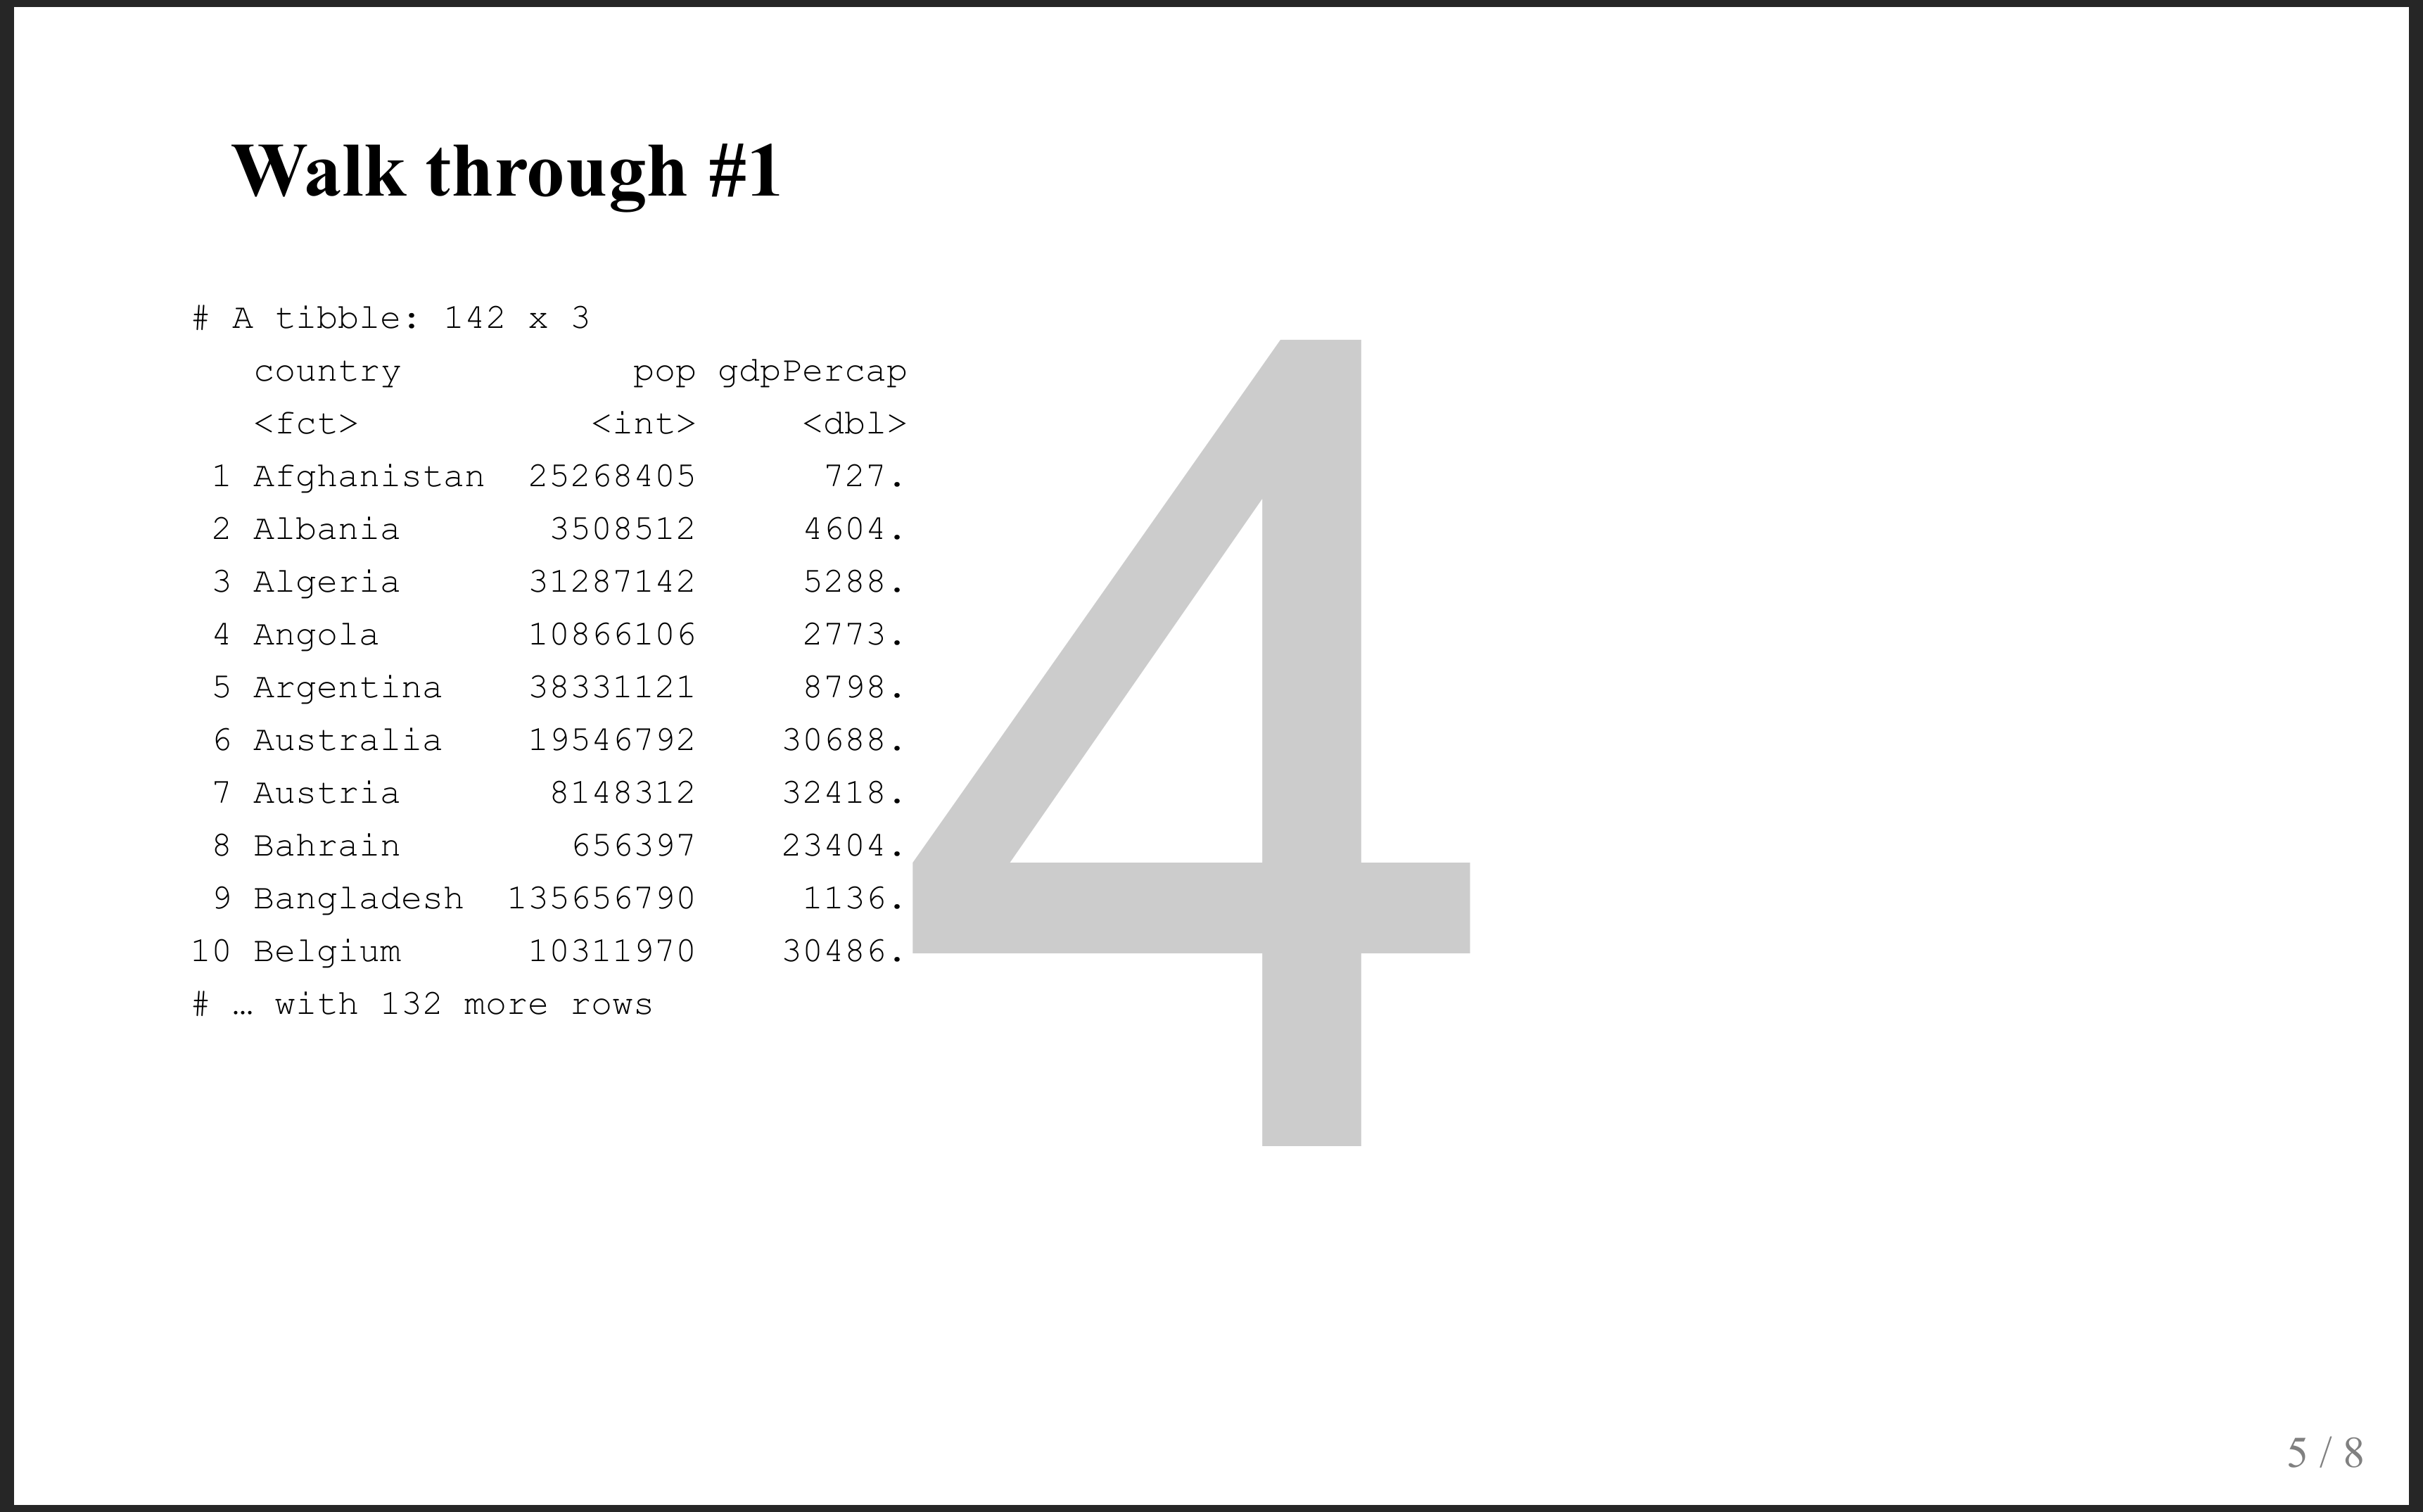 Walk through #1
# A tibble: 142 x 3
   country           pop gdpPercap
   <fct>           <int>     <dbl>
 1 Afghanistan  25268405      727.
 2 Albania       3508512     4604.
 3 Algeria      31287142     5288.
 4 Angola       10866106     2773.
 5 Argentina    38331121     8798.
 6 Australia    19546792    30688.
 7 Austria       8148312    32418.
 8 Bahrain        656397    23404.
 9 Bangladesh  135656790     1136.
10 Belgium      10311970    30486.
# … with 132 more rows
4
5 / 8